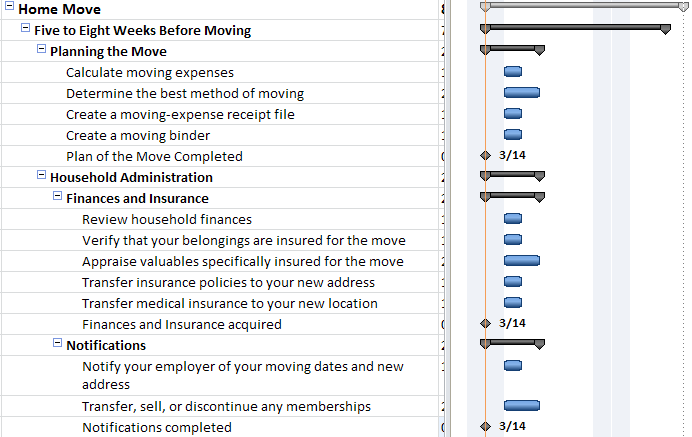 Home Move
Five to Eight Weeks Before Moving
Planning the Move
Calculate moving expenses
Determine the best method of moving
Create a moving-expense receipt file
Create a moving binder
Plan of the Move Completed 3/14
Household Administration
Finances and Insurance
Review household finances
Verify that your belongings are insured for the move
Appraise valuables specifically insured for the move
Transfer insurance policies to your new address
Transfer medical insurance to your new location
Finances and Insurance acquired 3/14
Notifications
Notify your employer of your moving dates and new
address
Transfer, sell, or discontinue any memberships
Notifications completed 3/14